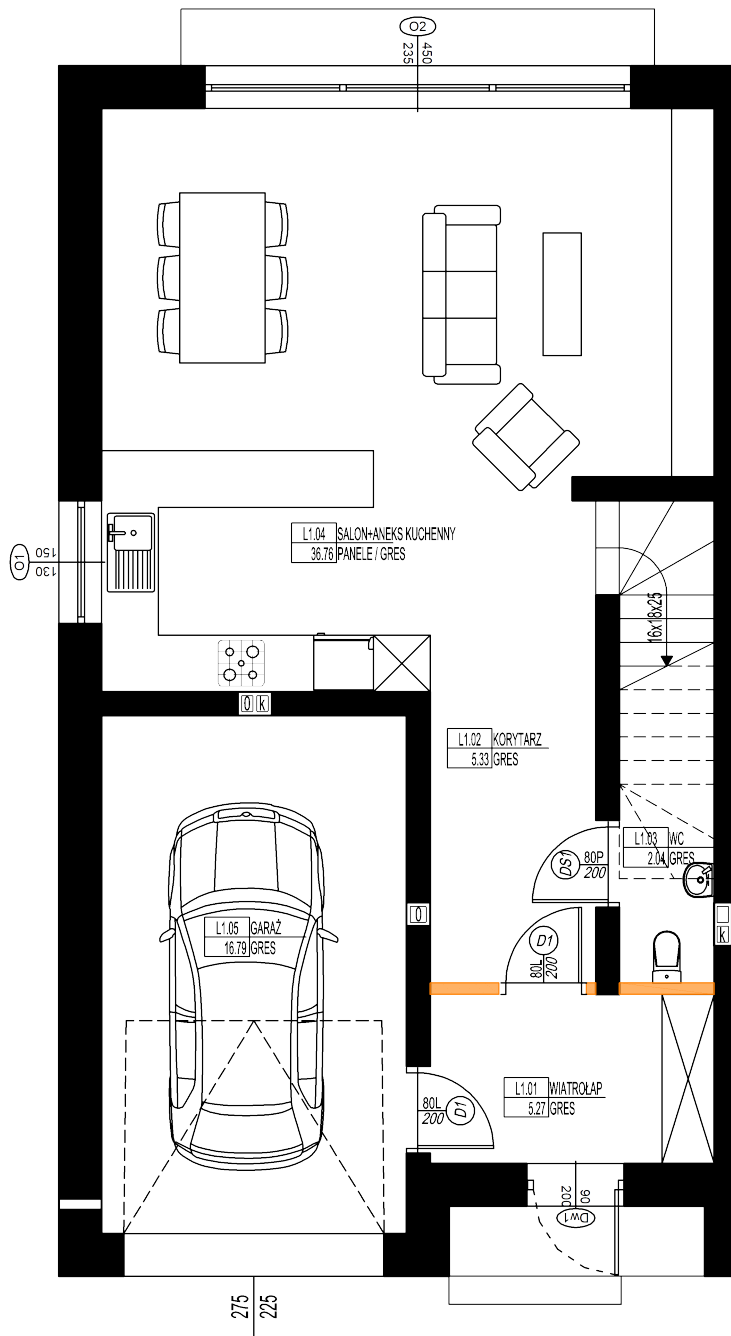 O2
450
235
O1
150
130
L1.04 SALON+ANEKS KUCHENNY
36.76 PANELE / GRES
16x18x25
0 k
L1.02 KORYTARZ
5.33 GRES
DS1 80P
200
L1.03 WC
2.04 GRES
L1.05 GARAŻ
16.79 GRES
0
k
D1
80L
200
L1.01 WIATROŁAP
5.27 GRES
80L
200
D1
90
200
Dw1
275
225